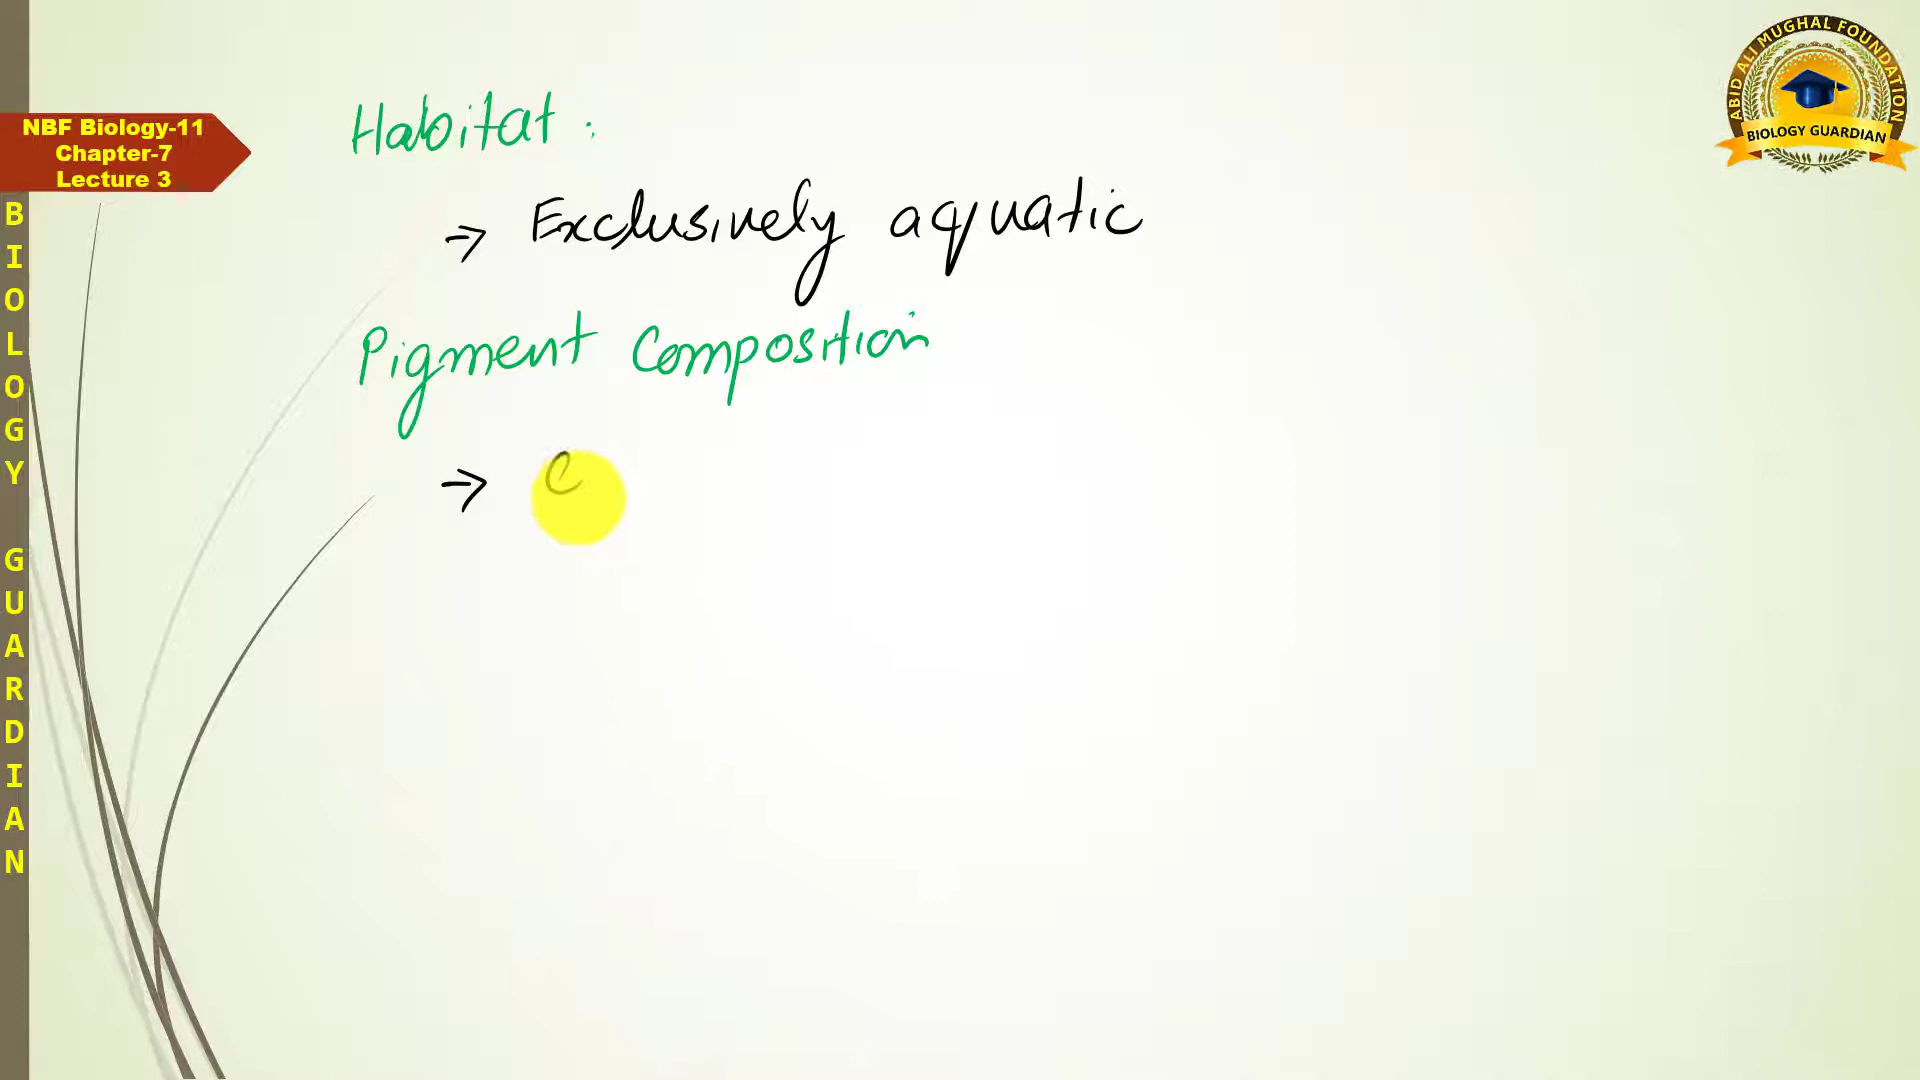 ABID ALI MUGHAL FOUNDATION
BIOLOGY GUARDIAN
NBF Biology-11
Chapter-7
Lecture 3
BIOLOGY GUARDIAN
Habitat :
→ Exclusively aquatic
Pigment Composition
→ C